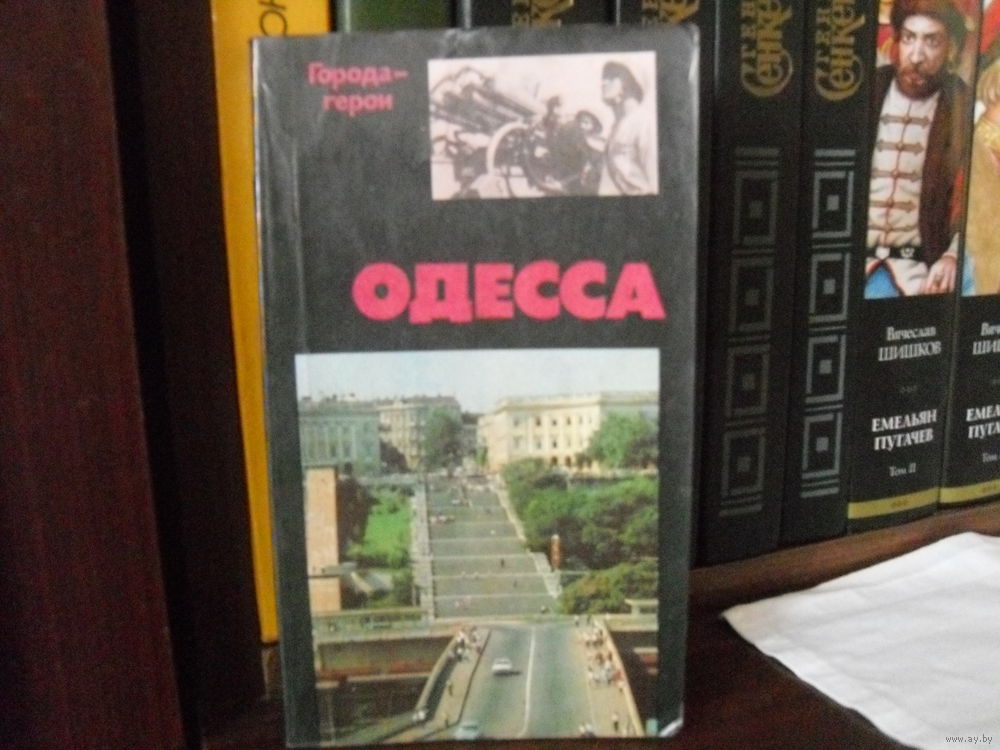 Города-
герои
ОДЕССА
Вячеслав
ШИШКОВ
ЕМЕЛЬЯН
ПУГАЧЕВ
Том II
www.ay.by